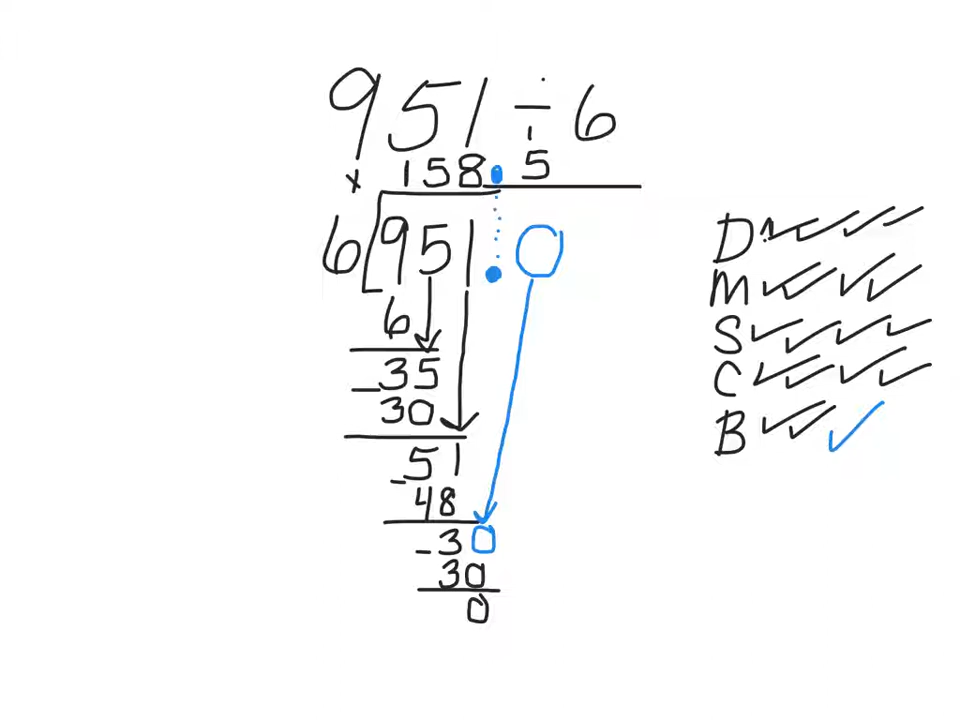 951 ÷ 6
x 158.5
6 951.0
6
-35
30
-51
48
-30
30
0
D ✓✓✓✓
M ✓✓✓✓
S ✓✓✓✓
C ✓✓✓✓
B ✓✓✓